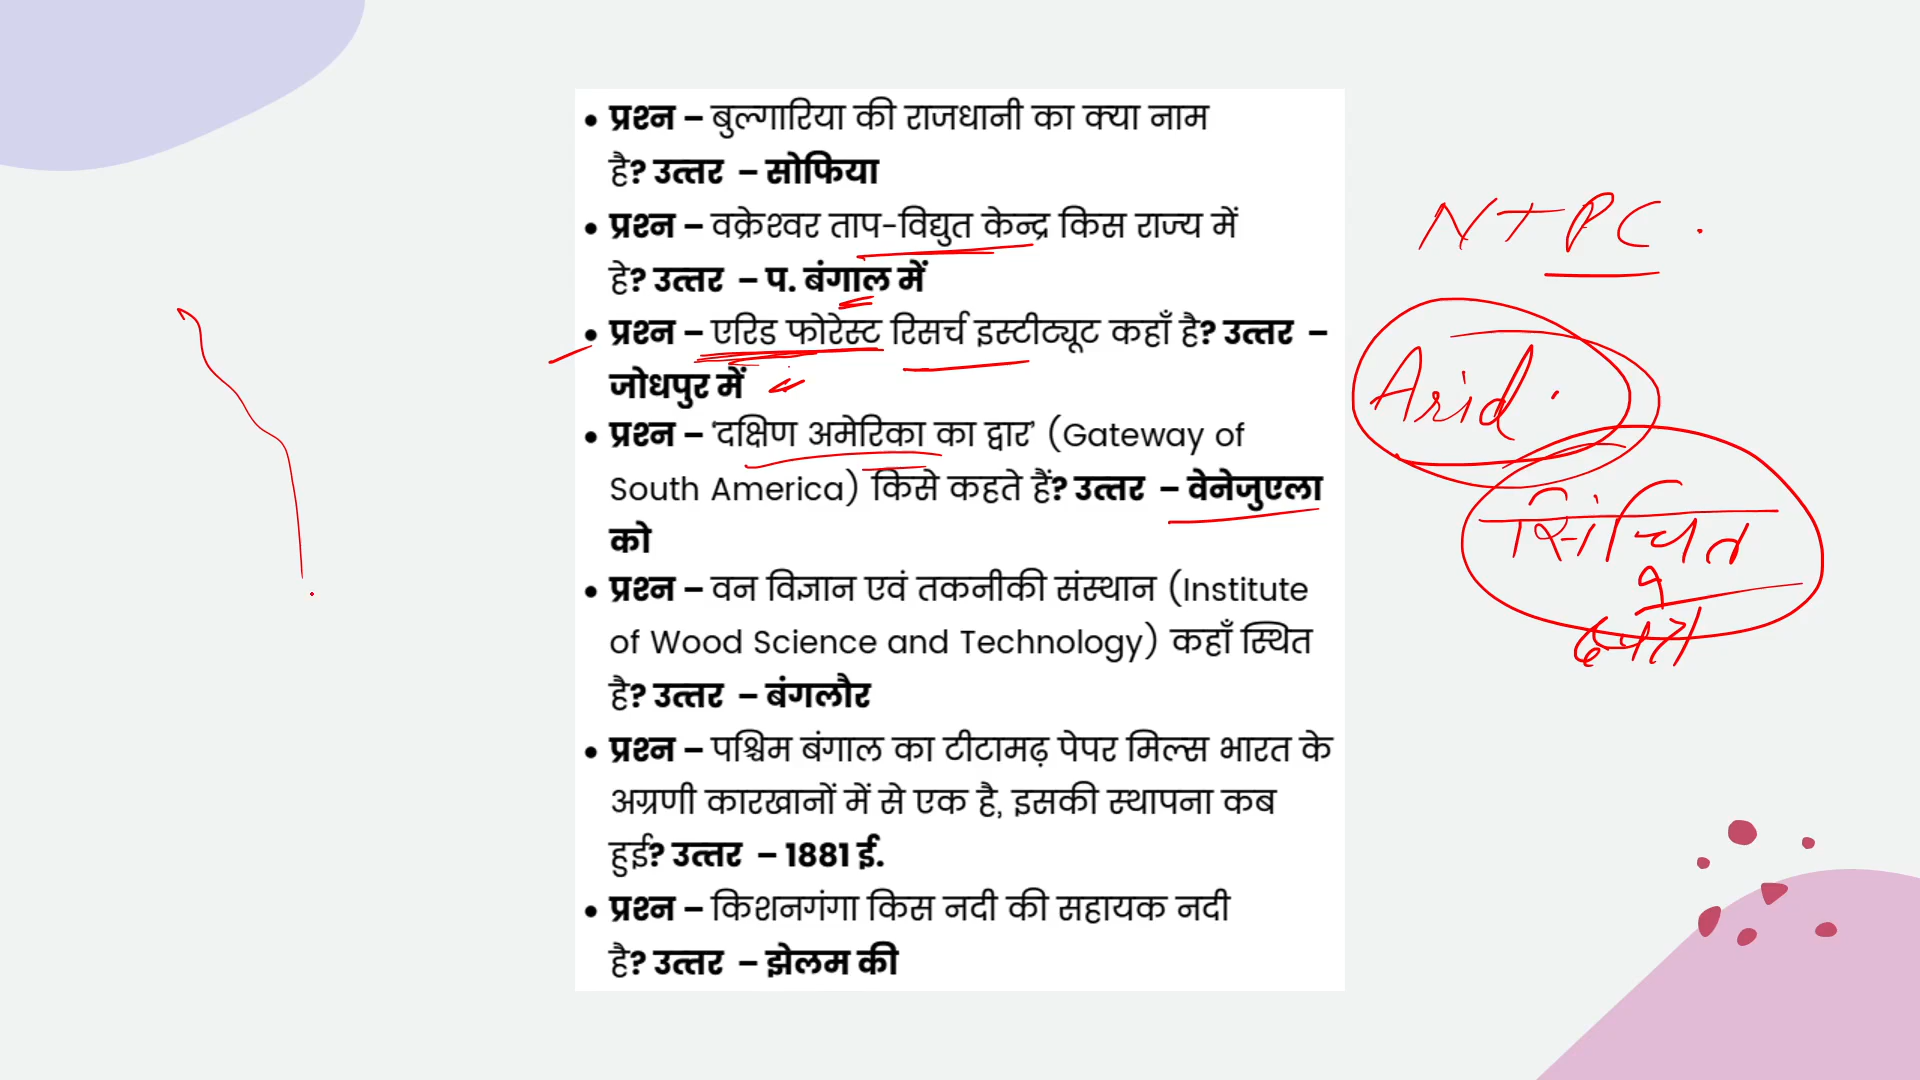 • प्रश्न – बुल्गारिया की राजधानी का क्या नाम
है? उत्तर – सोफिया
• प्रश्न – वक्रेश्वर ताप-विद्युत केन्द्र किस राज्य में
हे? उत्तर – प. बंगाल में
• प्रश्न – एरिड फोरेस्ट रिसर्च इस्टीट्यूट कहाँ है? उत्तर –
जोधपुर में
• प्रश्न – 'दक्षिण अमेरिका का द्वार' (Gateway of
South America) किसे कहते हैं? उत्तर – वेनेजुएला
को
• प्रश्न – वन विज्ञान एवं तकनीकी संस्थान (Institute
of Wood Science and Technology) कहाँ स्थित
है? उत्तर – बंगलौर
• प्रश्न – पश्चिम बंगाल का टीटामढ़ पेपर मिल्स भारत के
अग्रणी कारखानों में से एक है, इसकी स्थापना कब
हुई? उत्तर – 1881 ई.
• प्रश्न – किशनगंगा किस नदी की सहायक नदी
है? उत्तर – झेलम की
NTPC.
Arid.
सिंचित